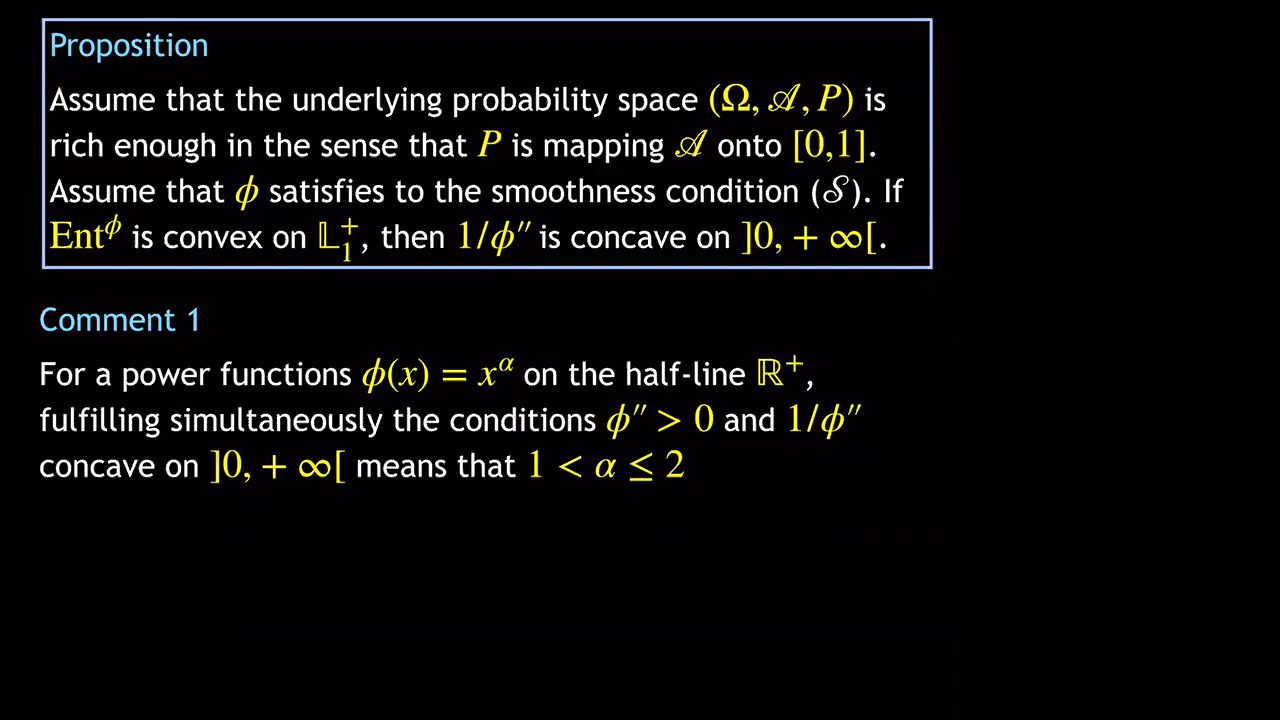 Proposition
Assume that the underlying probability space (Ω, 𝒜, P) is
rich enough in the sense that P is mapping 𝒜 onto [0,1].
Assume that ϕ satisfies to the smoothness condition (𝒮). If
Ent^ϕ is convex on 𝕃₁⁺, then 1/ϕ″ is concave on ]0, + ∞[.
Comment 1
For a power functions ϕ(x) = x^α on the half-line ℝ⁺,
fulfilling simultaneously the conditions ϕ″ > 0 and 1/ϕ″
concave on ]0, + ∞[ means that 1 < α ≤ 2